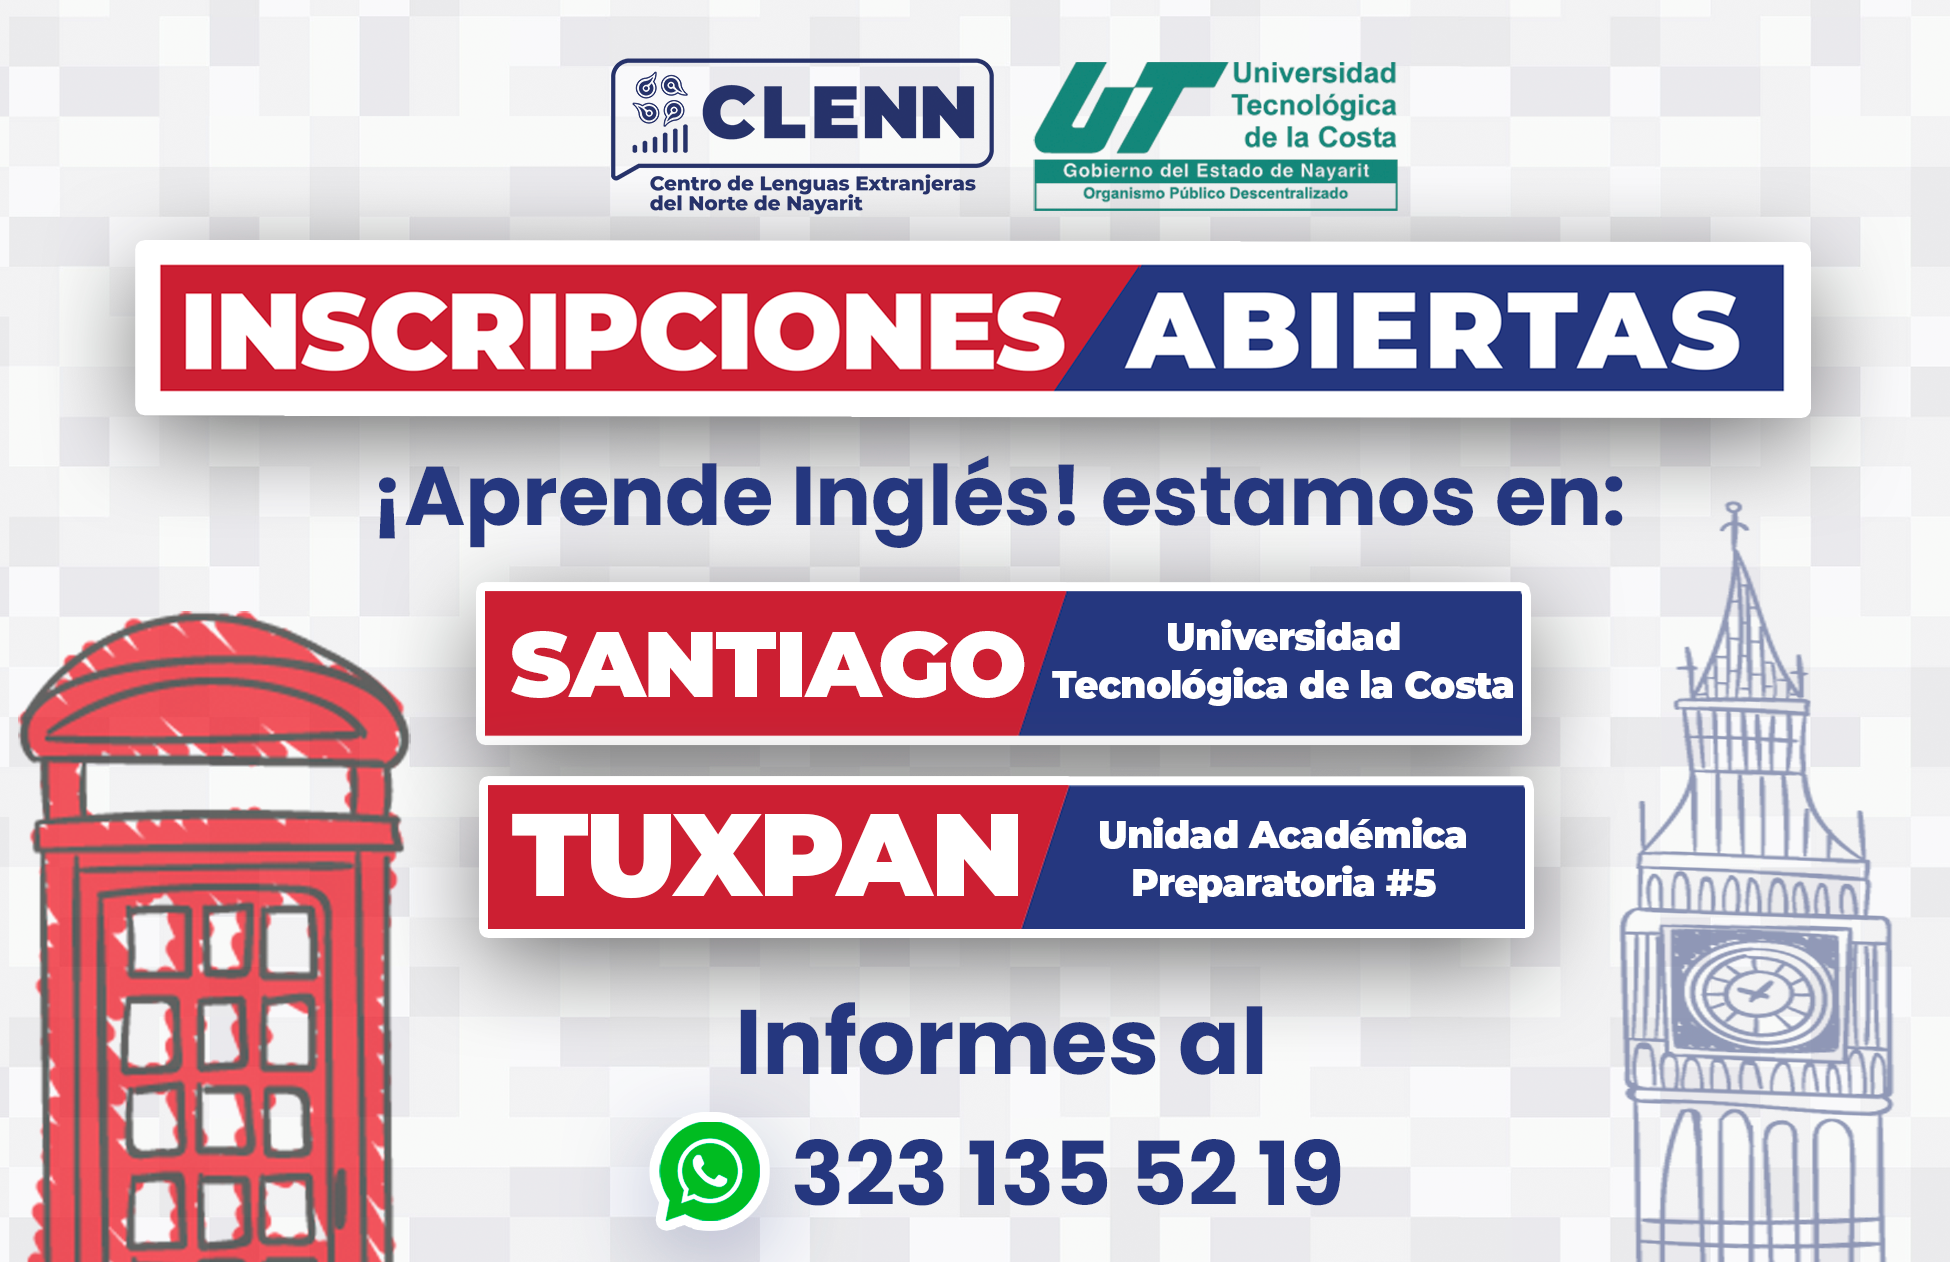 CLENN
Centro de Lenguas Extranjeras
del Norte de Nayarit
UT
Universidad
Tecnológica
de la Costa
Gobierno del Estado de Nayarit
Organismo Público Descentralizado
INSCRIPCIONES ABIERTAS
¡Aprende Inglés! estamos en:
SANTIAGO
Universidad
Tecnológica de la Costa
TUXPAN
Unidad Académica
Preparatoria #5
Informes al
323 135 52 19